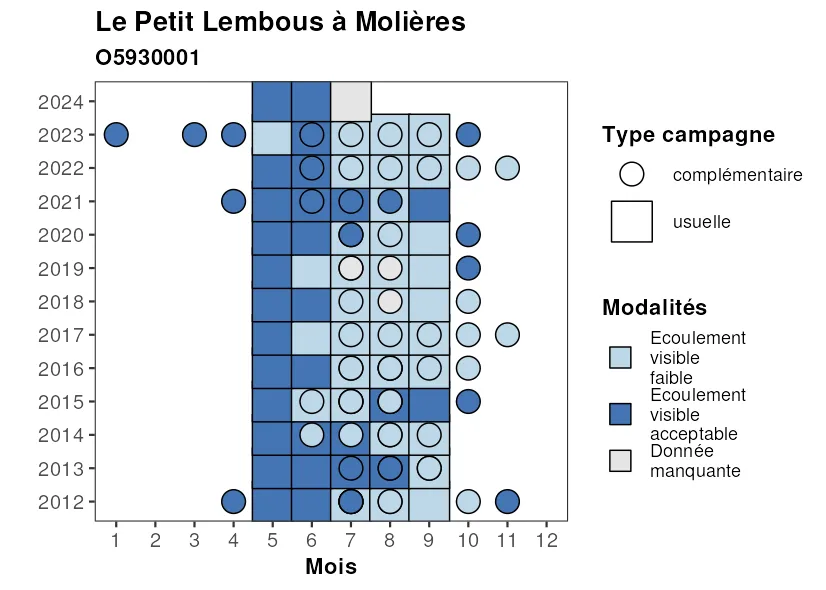 Le Petit Lembous à Molières
O5930001
2024
2023
2022
2021
2020
2019
2018
2017
2016
2015
2014
2013
2012
1 2 3 4 5 6 7 8 9 10 11 12
Mois
Type campagne
complémentaire
usuelle
Modalités
Ecoulement
visible
faible
Ecoulement
visible
acceptable
Donnée
manquante